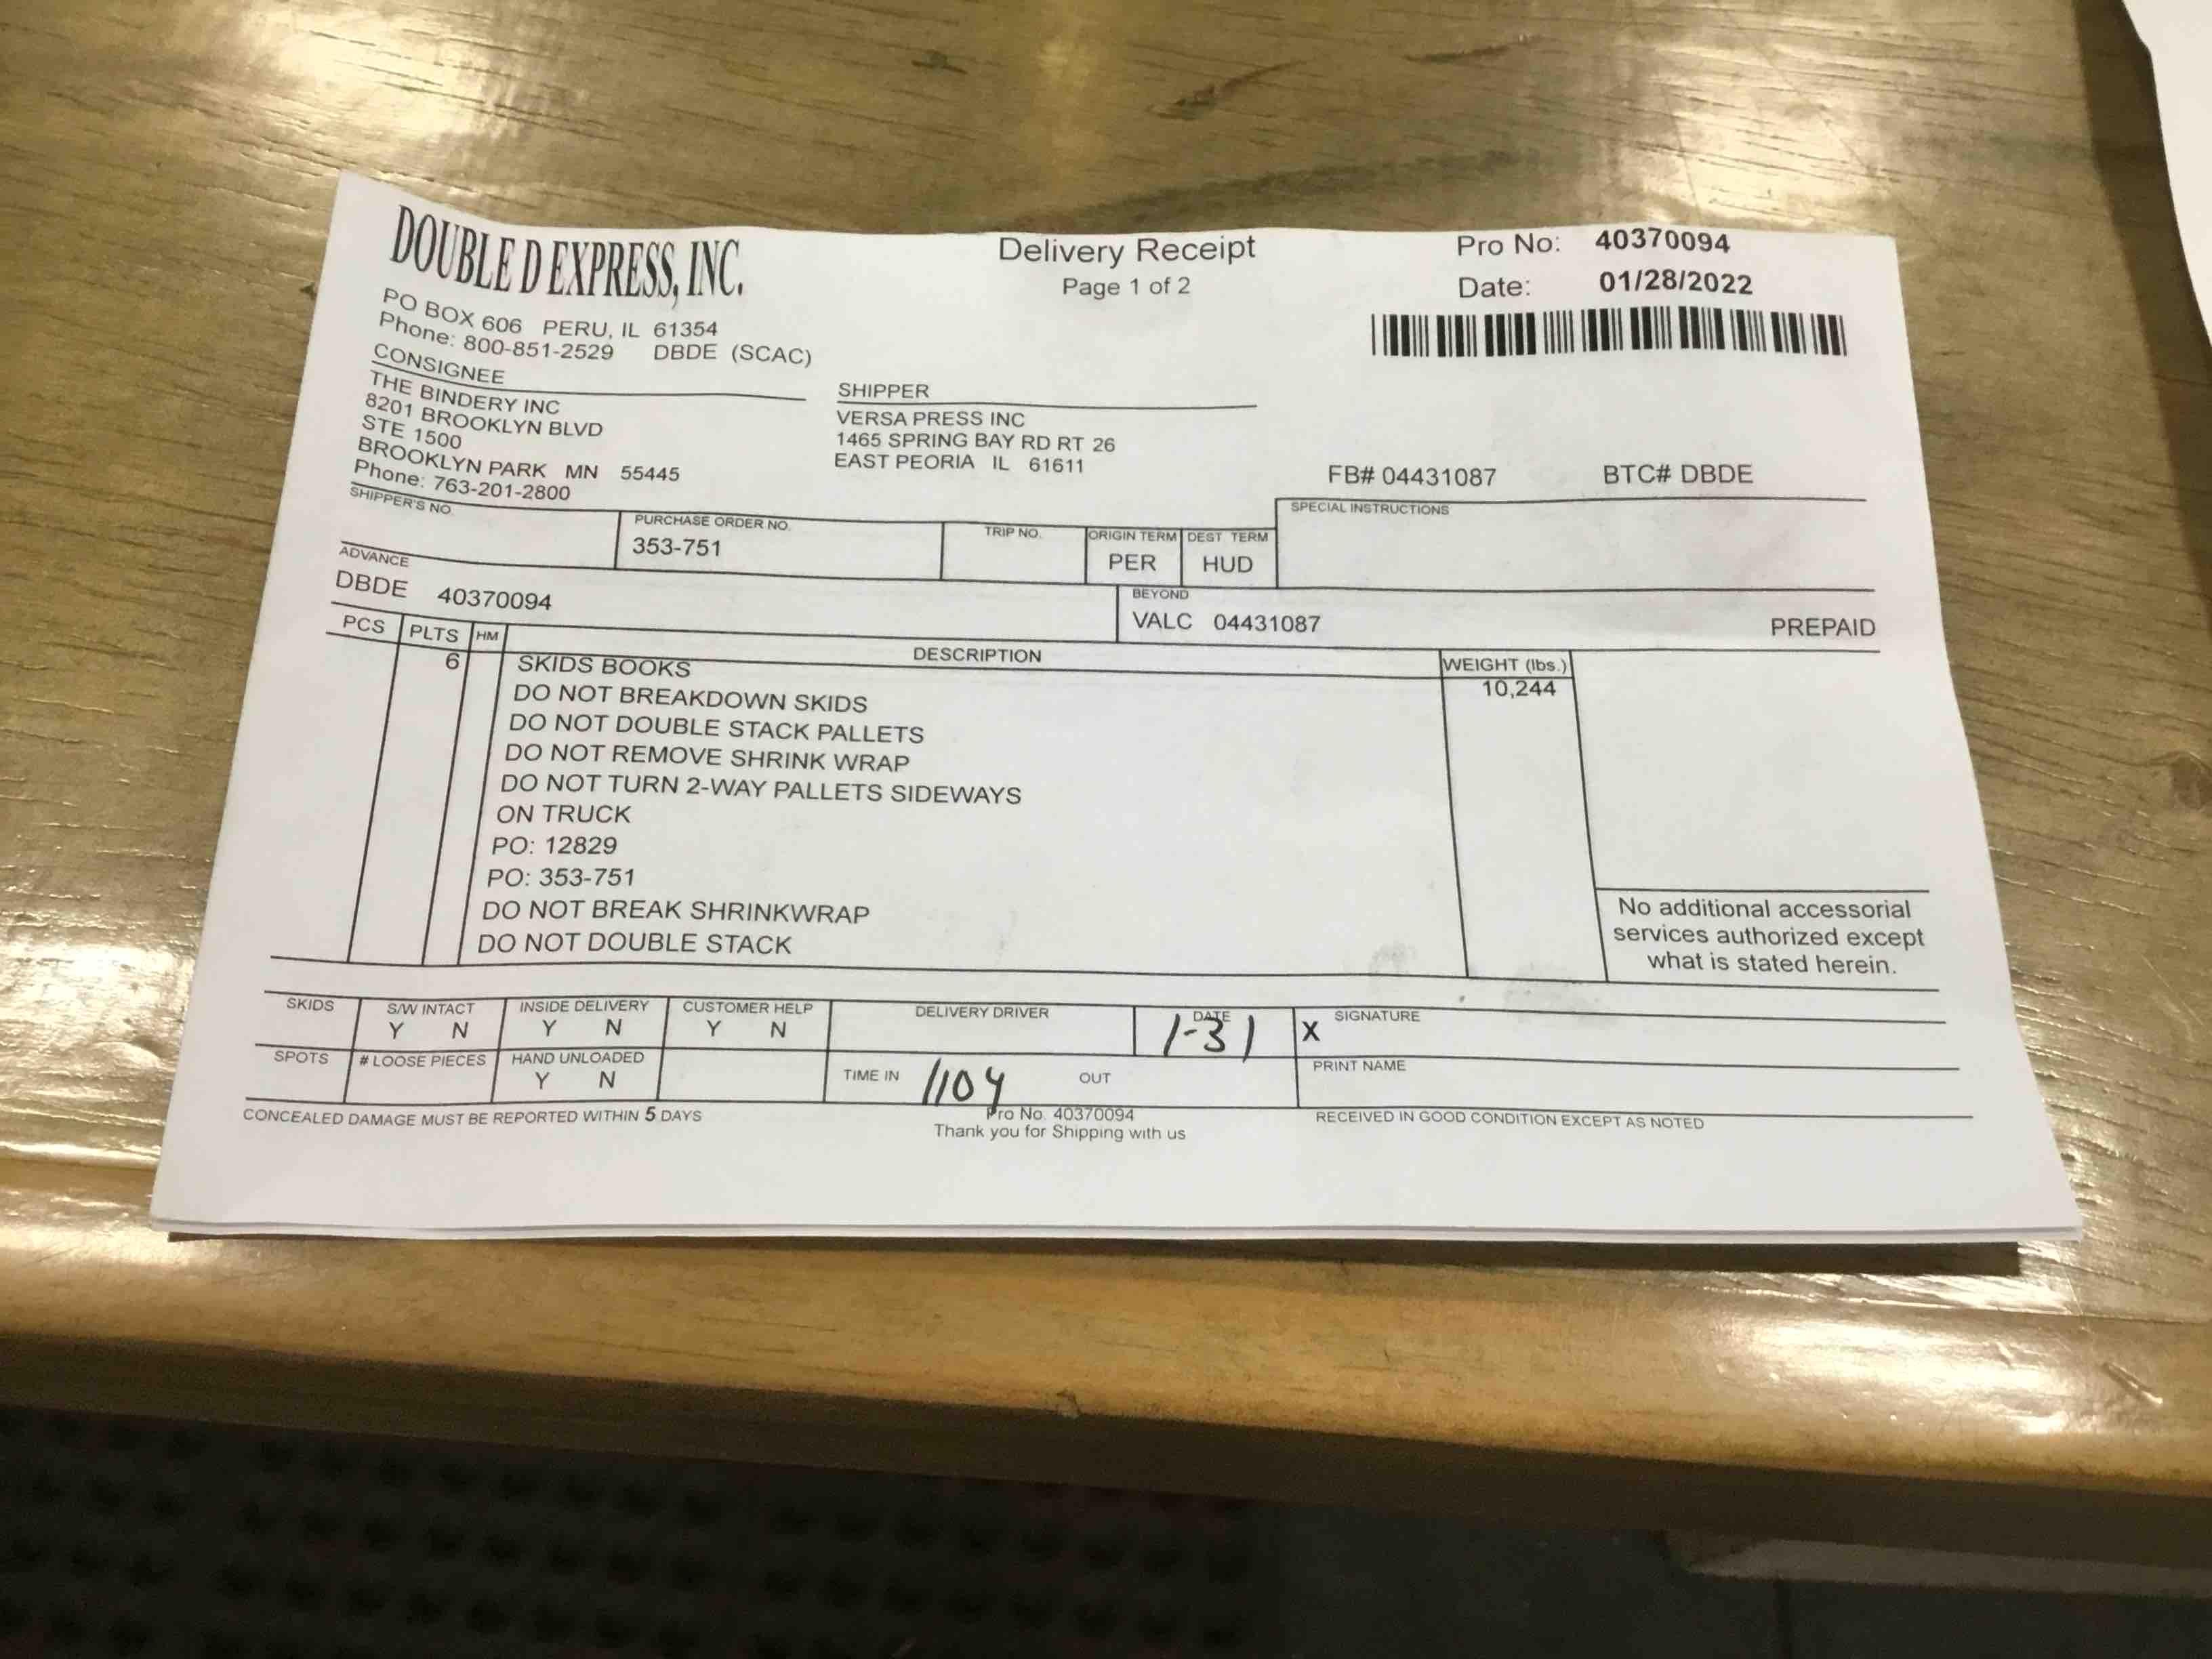 DOUBLE D EXPRESS, INC.
PO BOX 606 PERU, IL 61354
Phone: 800-851-2529 DBDE (SCAC)
Delivery Receipt
Page 1 of 2
Pro No: 40370094
Date: 01/28/2022
CONSIGNEE
THE BINDERY INC
8201 BROOKLYN BLVD
STE 1500
BROOKLYN PARK MN 55445
Phone: 763-201-2800
SHIPPER
VERSA PRESS INC
1465 SPRING BAY RD RT 26
EAST PEORIA IL 61611
FB# 04431087 BTC# DBDE
SHIPPER'S NO.
PURCHASE ORDER NO.
353-751
TRIP NO.
ORIGIN TERM
PER
DEST. TERM
HUD
SPECIAL INSTRUCTIONS
ADVANCE
DBDE 40370094
BEYOND
VALC 04431087
PREPAID
PCS PLTS HM DESCRIPTION WEIGHT (lbs.)
6 SKIDS BOOKS 10,244
DO NOT BREAKDOWN SKIDS
DO NOT DOUBLE STACK PALLETS
DO NOT REMOVE SHRINK WRAP
DO NOT TURN 2-WAY PALLETS SIDEWAYS
ON TRUCK
PO: 12829
PO: 353-751
DO NOT BREAK SHRINKWRAP
DO NOT DOUBLE STACK
No additional accessorial
services authorized except
what is stated herein.
SKIDS
S/W INTACT
Y N
INSIDE DELIVERY
Y N
CUSTOMER HELP
Y N
DELIVERY DRIVER
DATE
1-31
X SIGNATURE
SPOTS
# LOOSE PIECES
HAND UNLOADED
Y N
TIME IN 1104 OUT
PRINT NAME
CONCEALED DAMAGE MUST BE REPORTED WITHIN 5 DAYS
Pro No. 40370094
Thank you for Shipping with us
RECEIVED IN GOOD CONDITION EXCEPT AS NOTED